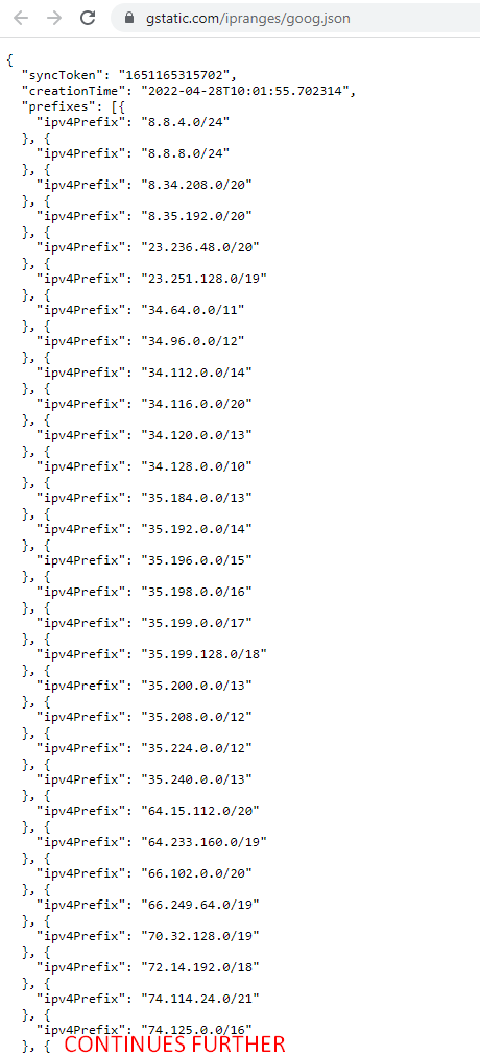 gstatic.com/ipranges/goog.json
{
  "syncToken": "1651165315702",
  "creationTime": "2022-04-28T10:01:55.702314",
  "prefixes": [{
    "ipv4Prefix": "8.8.4.0/24"
  }, {
    "ipv4Prefix": "8.8.8.0/24"
  }, {
    "ipv4Prefix": "8.34.208.0/20"
  }, {
    "ipv4Prefix": "8.35.192.0/20"
  }, {
    "ipv4Prefix": "23.236.48.0/20"
  }, {
    "ipv4Prefix": "23.251.128.0/19"
  }, {
    "ipv4Prefix": "34.64.0.0/11"
  }, {
    "ipv4Prefix": "34.96.0.0/12"
  }, {
    "ipv4Prefix": "34.112.0.0/14"
  }, {
    "ipv4Prefix": "34.116.0.0/20"
  }, {
    "ipv4Prefix": "34.120.0.0/13"
  }, {
    "ipv4Prefix": "34.128.0.0/10"
  }, {
    "ipv4Prefix": "35.184.0.0/13"
  }, {
    "ipv4Prefix": "35.192.0.0/14"
  }, {
    "ipv4Prefix": "35.196.0.0/15"
  }, {
    "ipv4Prefix": "35.198.0.0/16"
  }, {
    "ipv4Prefix": "35.199.0.0/17"
  }, {
    "ipv4Prefix": "35.199.128.0/18"
  }, {
    "ipv4Prefix": "35.200.0.0/13"
  }, {
    "ipv4Prefix": "35.208.0.0/12"
  }, {
    "ipv4Prefix": "35.224.0.0/12"
  }, {
    "ipv4Prefix": "35.240.0.0/13"
  }, {
    "ipv4Prefix": "64.15.112.0/20"
  }, {
    "ipv4Prefix": "64.233.160.0/19"
  }, {
    "ipv4Prefix": "66.102.0.0/20"
  }, {
    "ipv4Prefix": "66.249.64.0/19"
  }, {
    "ipv4Prefix": "70.32.128.0/19"
  }, {
    "ipv4Prefix": "72.14.192.0/18"
  }, {
    "ipv4Prefix": "74.114.24.0/21"
  }, {
    "ipv4Prefix": "74.125.0.0/16"
  }, { CONTINUES FURTHER